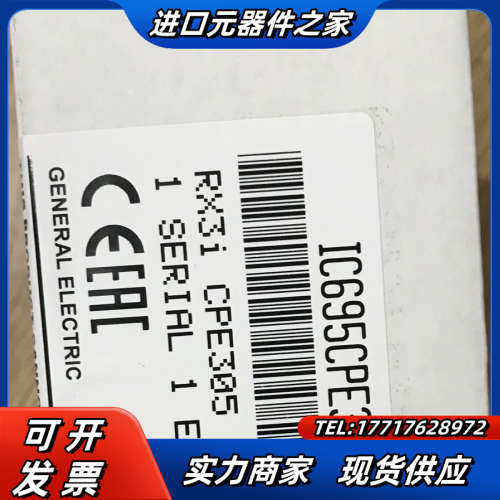 进口元器件之家
IC695CPE3
RX3i CPE305
1 SERIAL 1 E
CE EAC
GENERAL ELECTRIC
TEL:17717628972
可开发票
实力商家 现货供应